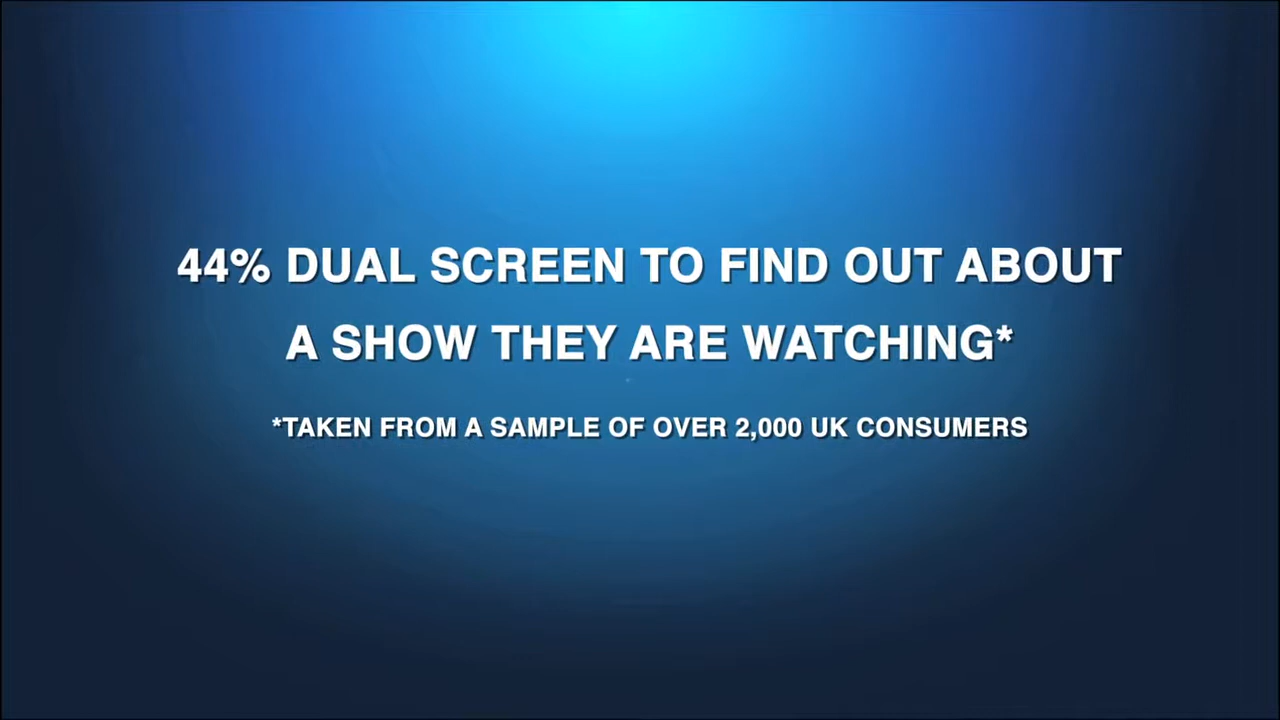 44% DUAL SCREEN TO FIND OUT ABOUT
A SHOW THEY ARE WATCHING*
*TAKEN FROM A SAMPLE OF OVER 2,000 UK CONSUMERS